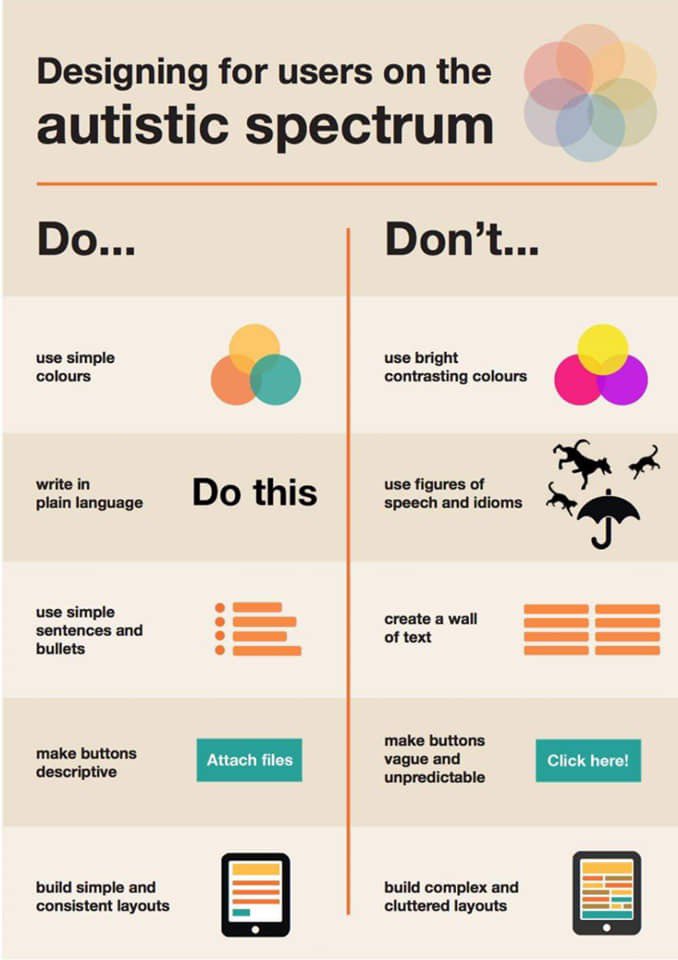 Designing for users on the
autistic spectrum
Do...
Don't...
use simple
colours
use bright
contrasting colours
write in
plain language
Do this
use figures of
speech and idioms
use simple
sentences and
bullets
create a wall
of text
make buttons
descriptive
Attach files
make buttons
vague and
unpredictable
Click here!
build simple and
consistent layouts
build complex and
cluttered layouts